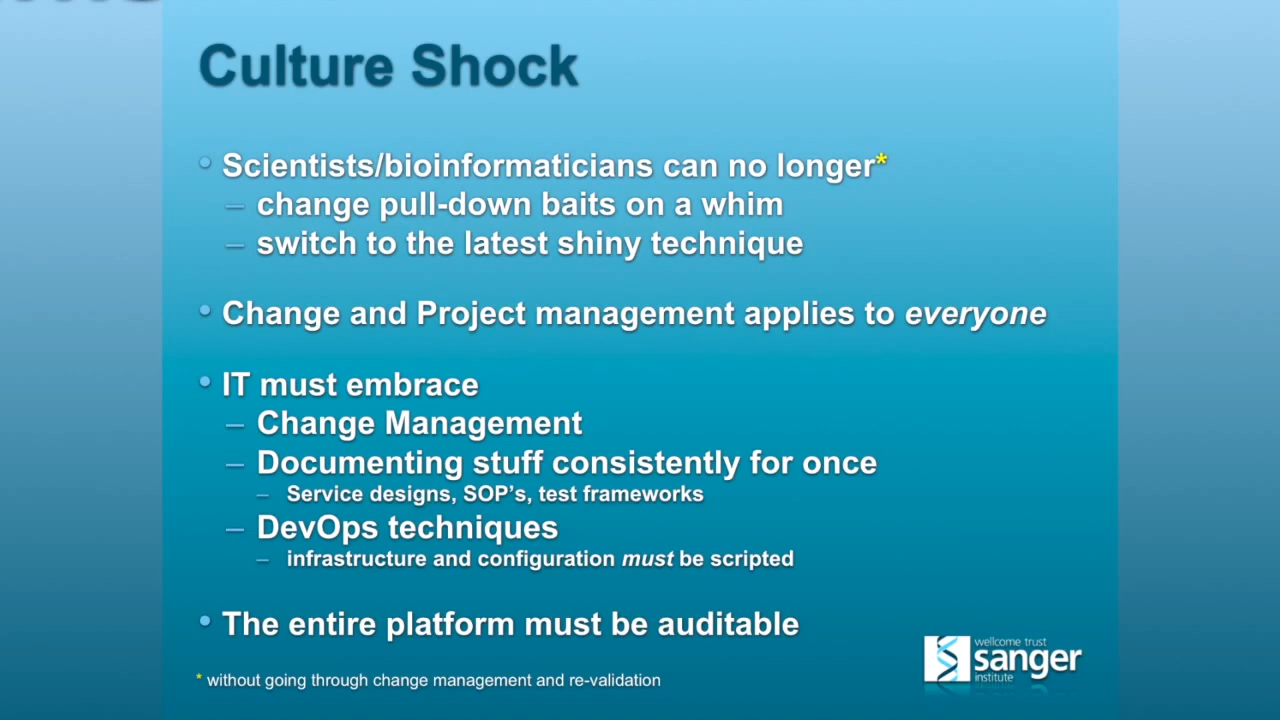 Culture Shock
• Scientists/bioinformaticians can no longer*
– change pull-down baits on a whim
– switch to the latest shiny technique
• Change and Project management applies to everyone
• IT must embrace
– Change Management
– Documenting stuff consistently for once
– Service designs, SOP's, test frameworks
– DevOps techniques
– infrastructure and configuration must be scripted
• The entire platform must be auditable
* without going through change management and re-validation
wellcome trust
sanger
institute